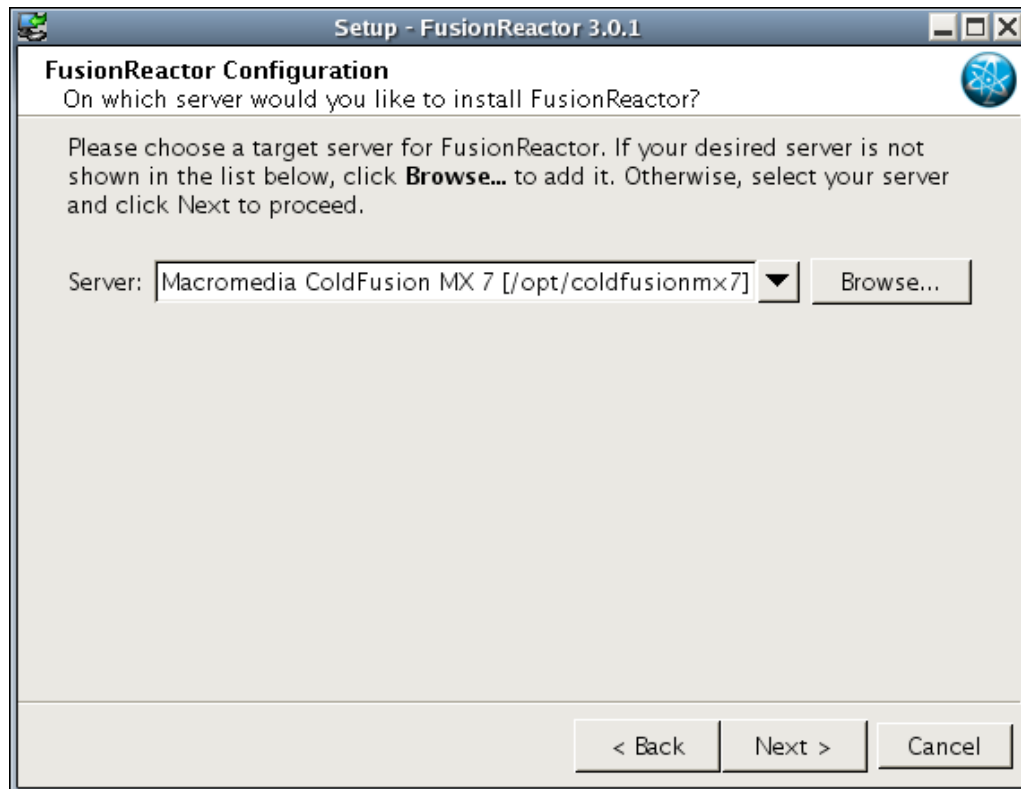 Setup - FusionReactor 3.0.1
FusionReactor Configuration
On which server would you like to install FusionReactor?
Please choose a target server for FusionReactor. If your desired server is not
shown in the list below, click Browse... to add it. Otherwise, select your server
and click Next to proceed.
Server: Macromedia ColdFusion MX 7 [/opt/coldfusionmx7] Browse...
< Back Next > Cancel